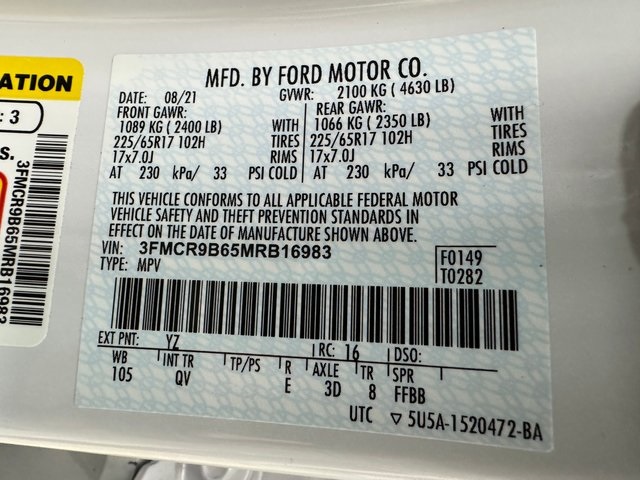 ATION
: 3
s.
3FMCR9B65MRB16983
MFD. BY FORD MOTOR CO.
DATE: 08/21 GVWR: 2100 KG ( 4630 LB)
FRONT GAWR: REAR GAWR:
1089 KG ( 2400 LB) WITH 1066 KG ( 2350 LB) WITH
225/65R17 102H TIRES 225/65R17 102H TIRES
17x7.0J RIMS 17x7.0J RIMS
AT 230 kPa/ 33 PSI COLD AT 230 kPa/ 33 PSI COLD
THIS VEHICLE CONFORMS TO ALL APPLICABLE FEDERAL MOTOR
VEHICLE SAFETY AND THEFT PREVENTION STANDARDS IN
EFFECT ON THE DATE OF MANUFACTURE SHOWN ABOVE.
VIN: 3FMCR9B65MRB16983 F0149
TYPE: MPV T0282
EXT PNT: YZ RC: 16 DSO:
WB INT TR TP/PS R AXLE TR SPR
105 QV E 3D 8 FFBB
UTC ▽ 5U5A-1520472-BA